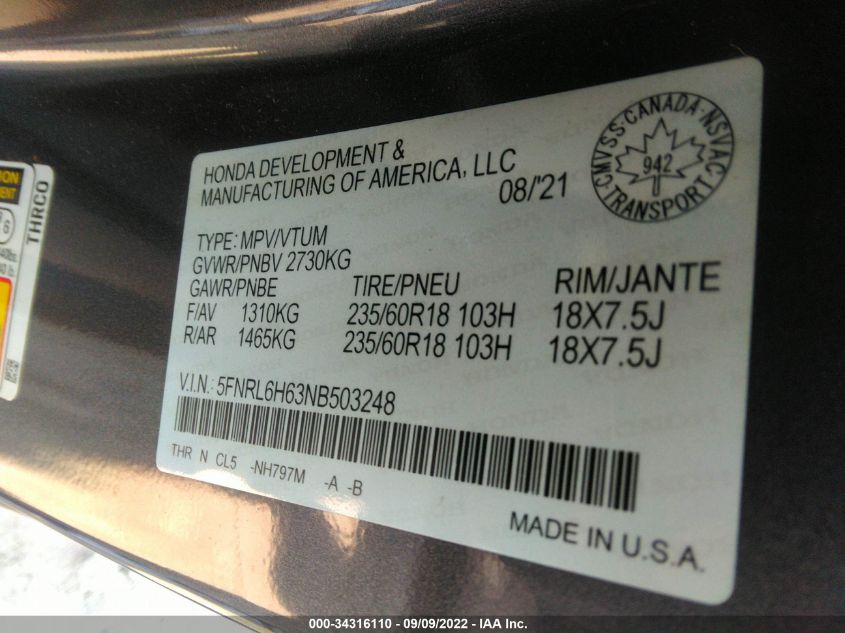 HONDA DEVELOPMENT &
MANUFACTURING OF AMERICA, LLC
08/'21
CMVSS·CANADA·NSVAC
942
TRANSPORT
TYPE: MPV/VTUM
GVWR/PNBV 2730KG
GAWR/PNBE TIRE/PNEU RIM/JANTE
F/AV 1310KG 235/60R18 103H 18X7.5J
R/AR 1465KG 235/60R18 103H 18X7.5J
V.I.N.: 5FNRL6H63NB503248
THR N CL5 -NH797M -A -B
MADE IN U.S.A.
THRCO
000-34316110 - 09/09/2022 - IAA Inc.